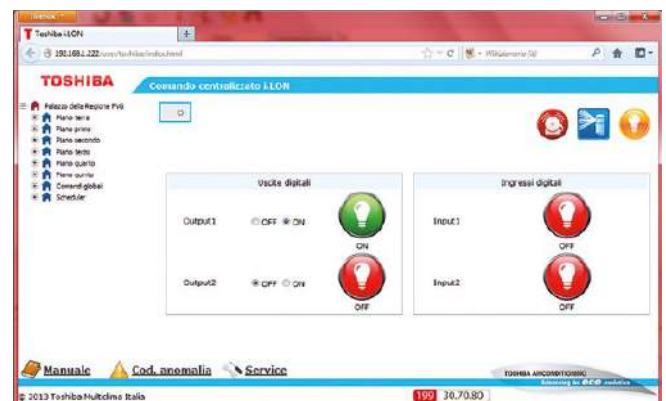 Toshiba i.LON
TOSHIBA
Comando centralizzato i.LON
Palazzo della Regione FVG
Piano terra
Piano primo
Piano secondo
Piano terzo
Piano quarto
Piano quinto
Comandi globali
Scheduler
Uscite digitali
Ingressi digitali
Output1 OFF ON
ON
Input1
OFF
Output2 OFF ON
OFF
Input2
OFF
Manuale
Cod. anomalia
Service
TOSHIBA AIRCONDITIONING
© 2013 Toshiba Multiclima Italia
199 30.70.80